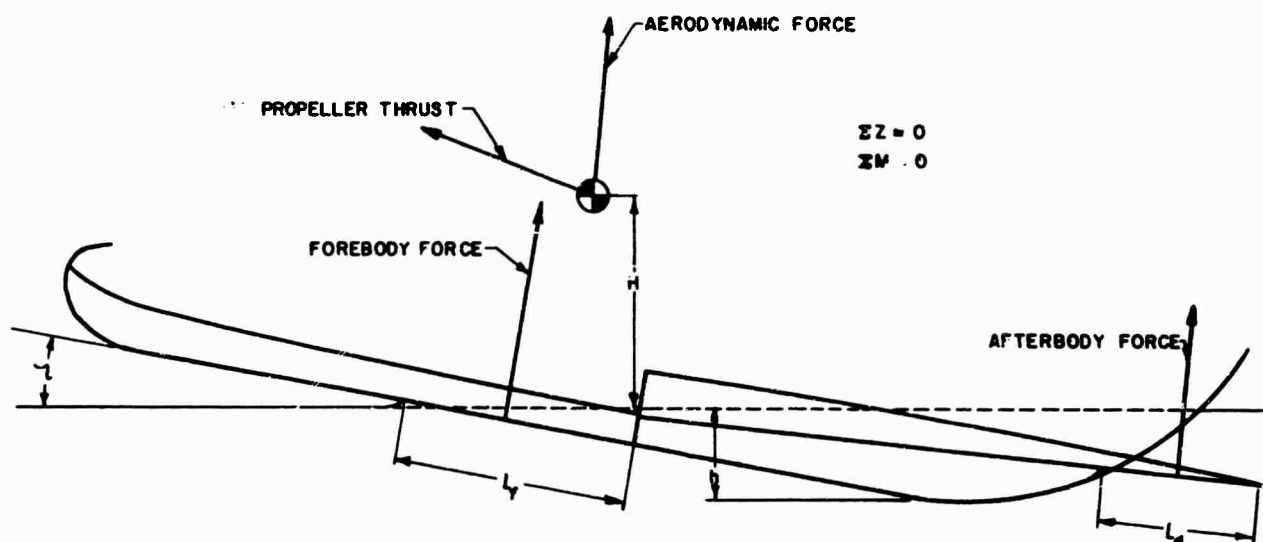 AERODYNAMIC FORCE
PROPELLER THRUST
ΣZ = 0
ΣM . 0
FOREBODY FORCE
H
AFTERBODY FORCE
τ
h
L
L